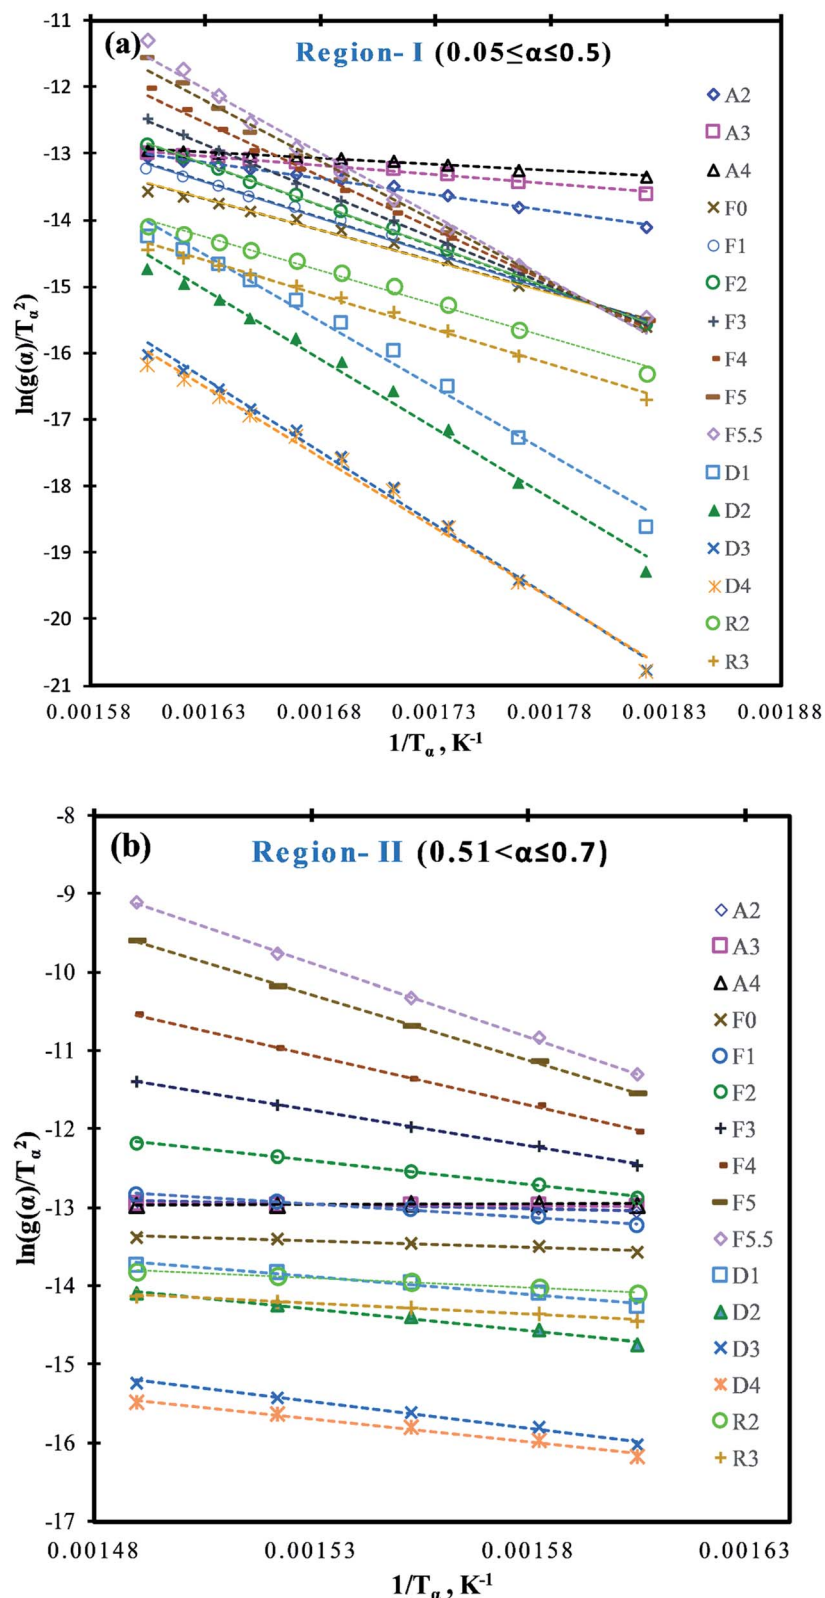 (a)
Region- I (0.05≤α≤0.5)
-11
-12
-13
-14
-15
-16
-17
-18
-19
-20
-21
ln(g(α)/Tα²)
A2
A3
A4
F0
F1
F2
F3
F4
F5
F5.5
D1
D2
D3
D4
R2
R3
0.00158 0.00163 0.00168 0.00173 0.00178 0.00183 0.00188
1/Tα , K-1
(b)
Region- II (0.51<α≤0.7)
-8
-9
-10
-11
-12
-13
-14
-15
-16
-17
ln(g(α)/Tα²)
A2
A3
A4
F0
F1
F2
F3
F4
F5
F5.5
D1
D2
D3
D4
R2
R3
0.00148 0.00153 0.00158 0.00163
1/Tα , K-1